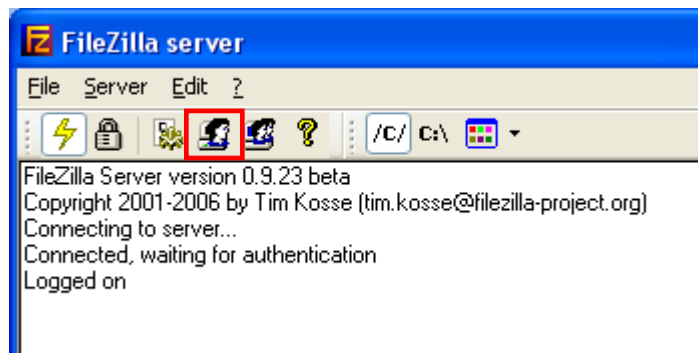 FileZilla server
File Server Edit ?
/C/ C:\
FileZilla Server version 0.9.23 beta
Copyright 2001-2006 by Tim Kosse (tim.kosse@filezilla-project.org)
Connecting to server...
Connected, waiting for authentication
Logged on